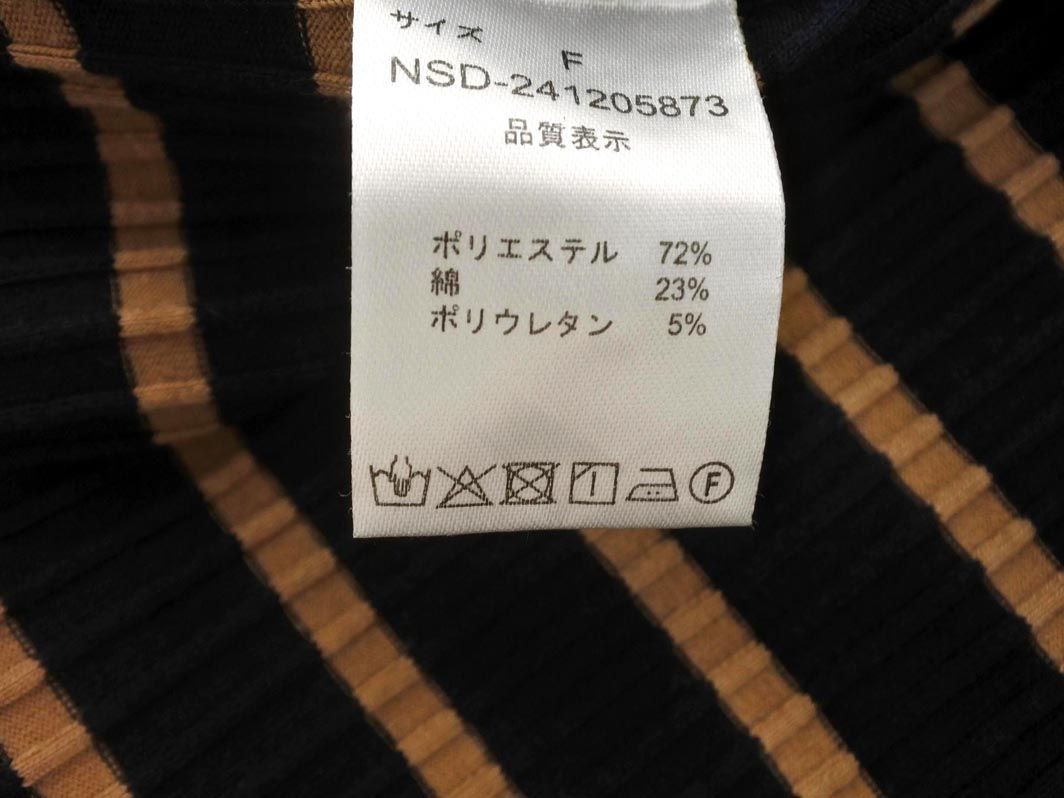 サイズ
F
NSD-241205873
品質表示
ポリエステル 72%
綿 23%
ポリウレタン 5%
F